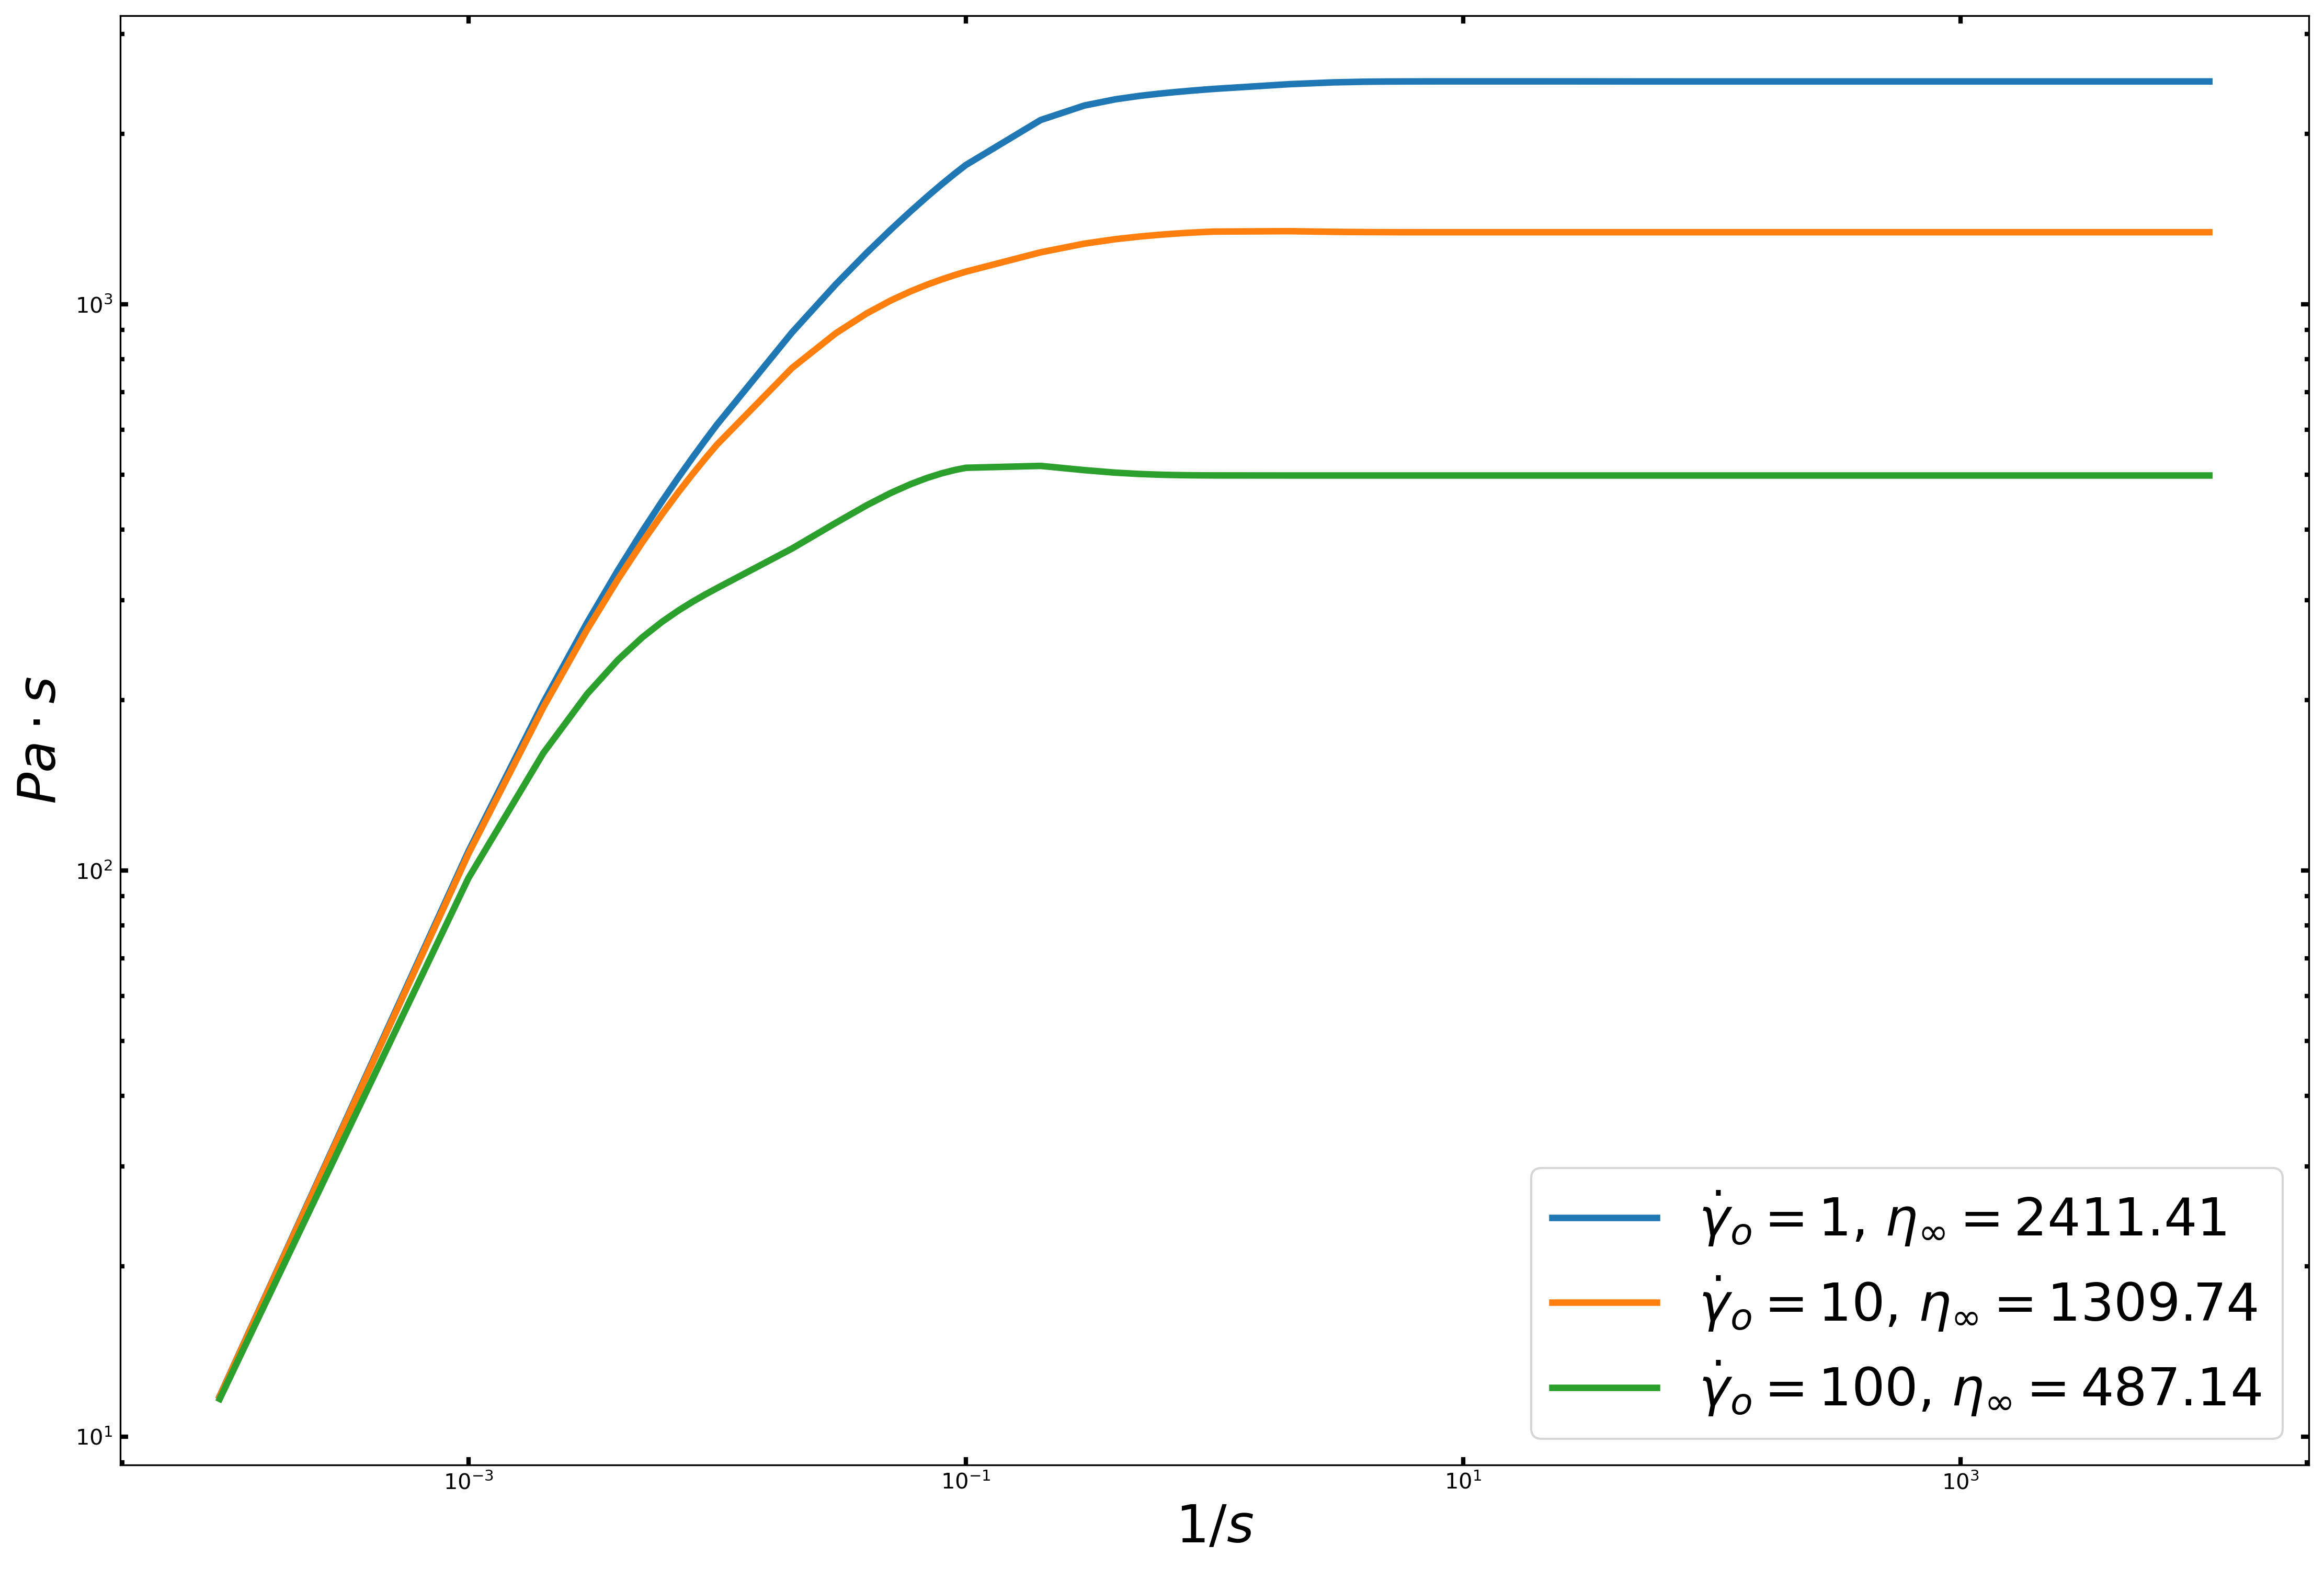 Pa · s
10³
10²
10¹
10⁻³ 10⁻¹ 10¹ 10³
1/s
γ̇ₒ = 1, η∞ = 2411.41
γ̇ₒ = 10, η∞ = 1309.74
γ̇ₒ = 100, η∞ = 487.14